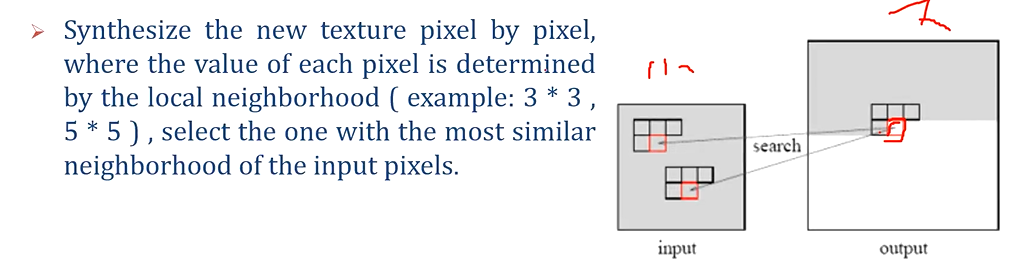 Synthesize the new texture pixel by pixel,
where the value of each pixel is determined
by the local neighborhood ( example: 3 * 3 ,
5 * 5 ) , select the one with the most similar
neighborhood of the input pixels.
search
input
output